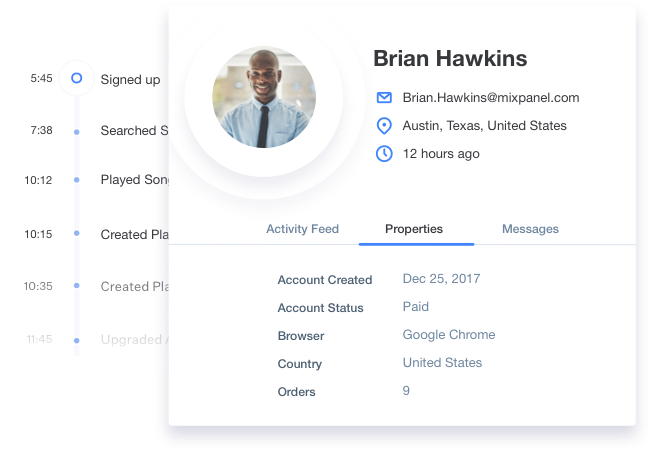 5:45 Signed up
7:38 Searched S
10:12 Played Son
10:15 Created Pla
10:35 Created Pla
11:45 Upgraded
Brian Hawkins
Brian.Hawkins@mixpanel.com
Austin, Texas, United States
12 hours ago
Activity Feed Properties Messages
Account Created Dec 25, 2017
Account Status Paid
Browser Google Chrome
Country United States
Orders 9